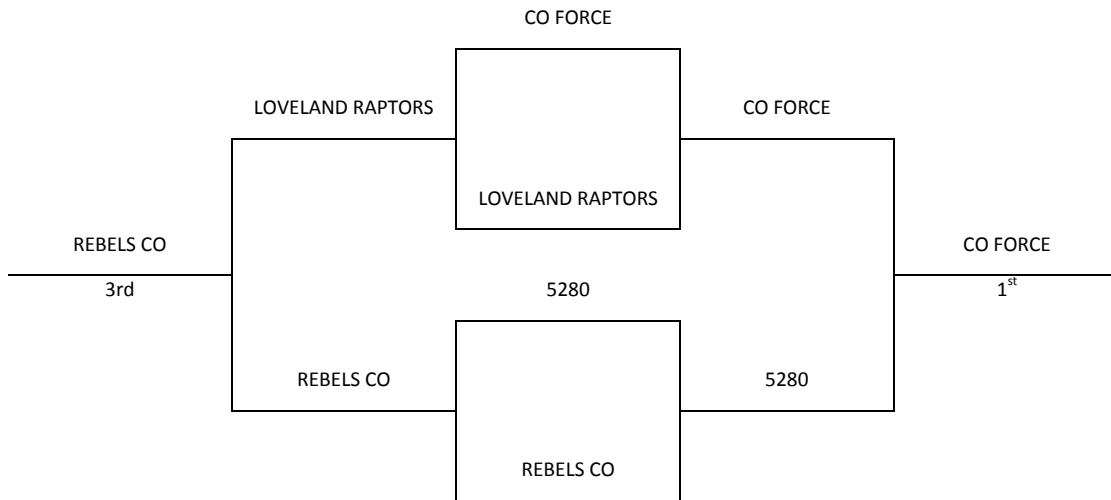 CO FORCE
LOVELAND RAPTORS
CO FORCE
LOVELAND RAPTORS
REBELS CO
CO FORCE
3rd
5280
1st
REBELS CO
5280
REBELS CO